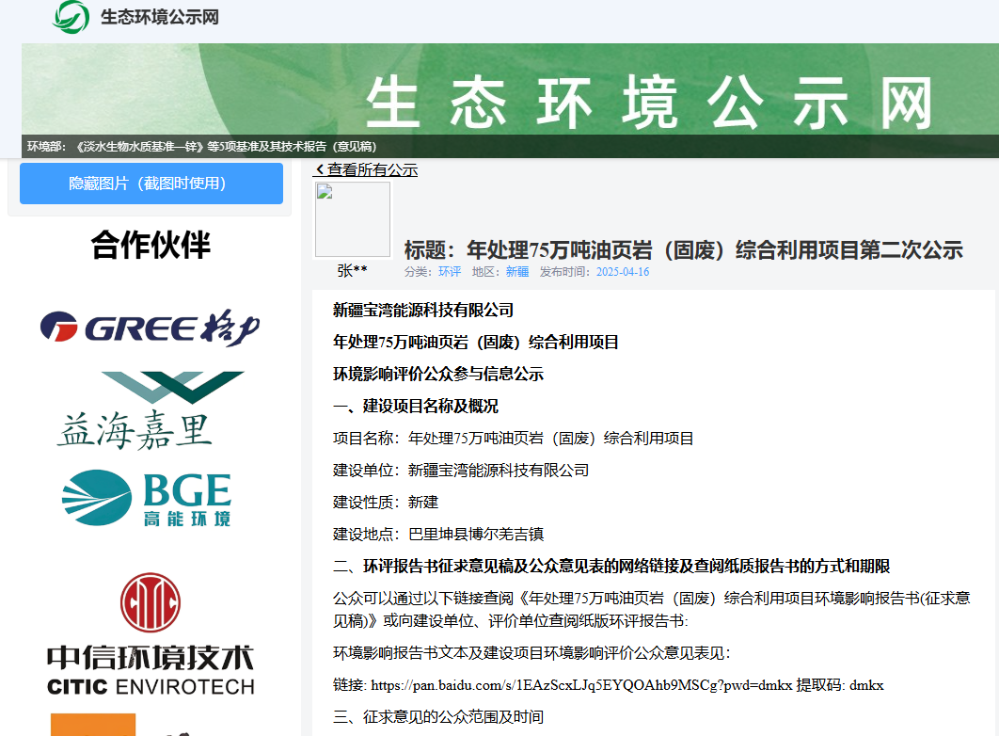 生态环境公示网
生态环境公示网
环境部：《淡水生物水质基准—锌》等5项基准及其技术报告（意见稿）
隐藏图片（截图时使用）
合作伙伴
GREE格力
益海嘉里
BGE
高能环境
中信环境技术
CITIC ENVIROTECH
查看所有公示
张**
标题：年处理75万吨油页岩（固废）综合利用项目第二次公示
分类：环评 地区：新疆 发布时间：2025-04-16
新疆宝湾能源科技有限公司
年处理75万吨油页岩（固废）综合利用项目
环境影响评价公众参与信息公示
一、建设项目名称及概况
项目名称：年处理75万吨油页岩（固废）综合利用项目
建设单位：新疆宝湾能源科技有限公司
建设性质：新建
建设地点：巴里坤县博尔羌吉镇
二、环评报告书征求意见稿及公众意见表的网络链接及查阅纸质报告书的方式和期限
公众可以通过以下链接查阅《年处理75万吨油页岩（固废）综合利用项目环境影响报告书(征求意
见稿)》或向建设单位、评价单位查阅纸版环评报告书:
环境影响报告书文本及建设项目环境影响评价公众意见表见：
链接: https://pan.baidu.com/s/1EAzScxLJq5EYQOAhb9MSCg?pwd=dmkx 提取码: dmkx
三、征求意见的公众范围及时间